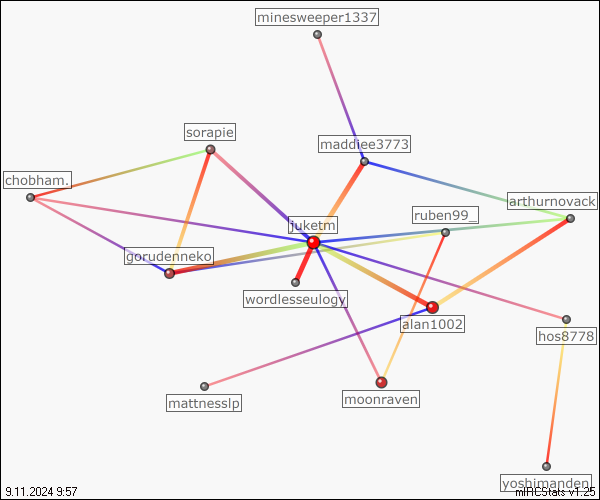 minesweeper1337
sorapie
maddiee3773
chobham.
arthurnovack
ruben99_
juketm
gorudenneko
wordlesseulogy
alan1002
hos8778
mattnesslp
moonraven
yoshimanden
9.11.2024 9:57
mIRCStats v1.25